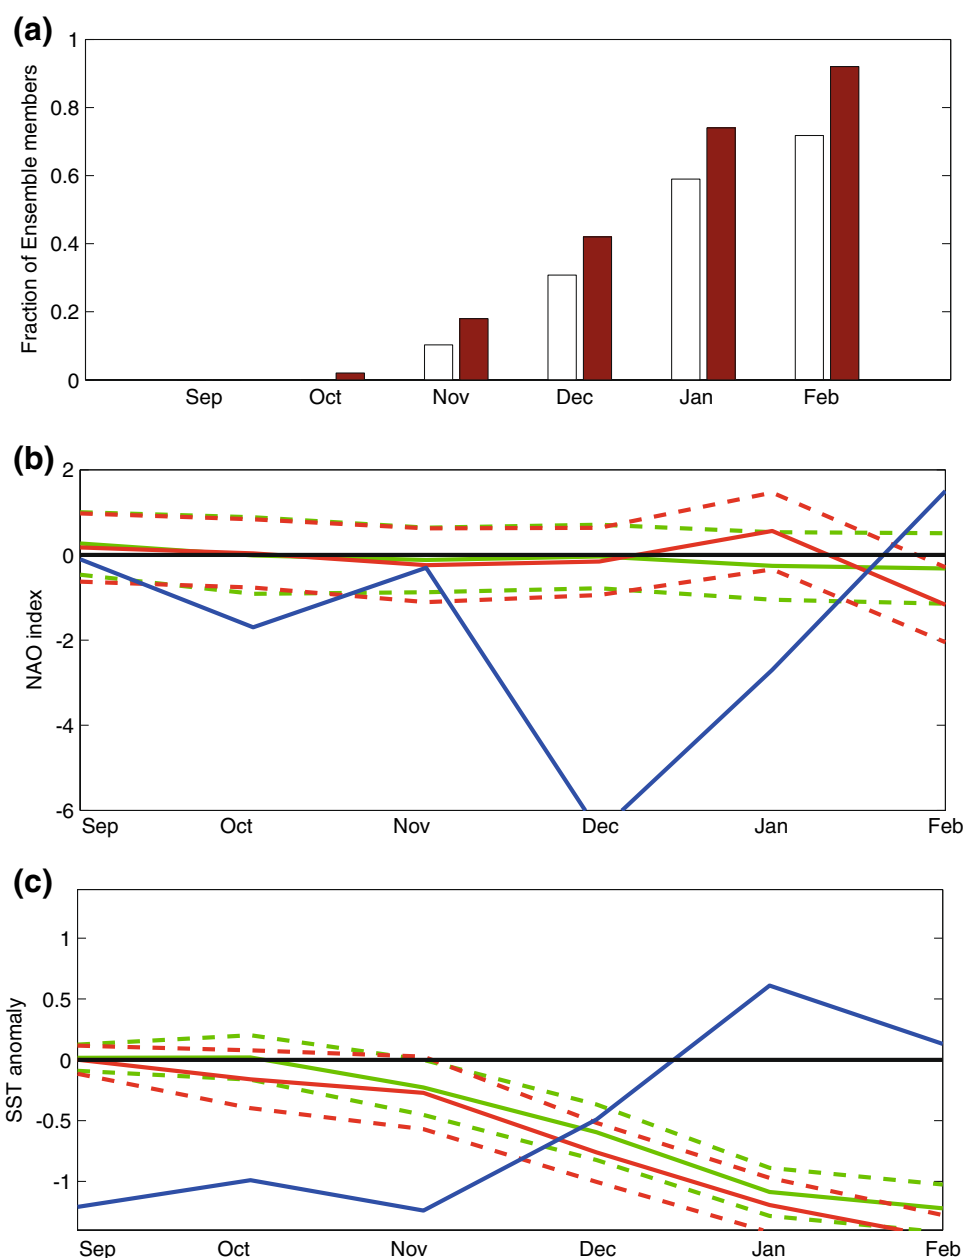 (a)
1
0.8
0.6
0.4
0.2
0
Fraction of Ensemble members
Sep Oct Nov Dec Jan Feb
(b)
2
0
-2
-4
-6
NAO index
Sep Oct Nov Dec Jan Feb
(c)
1
0.5
0
-0.5
-1
SST anomaly
Sep Oct Nov Dec Jan Feb